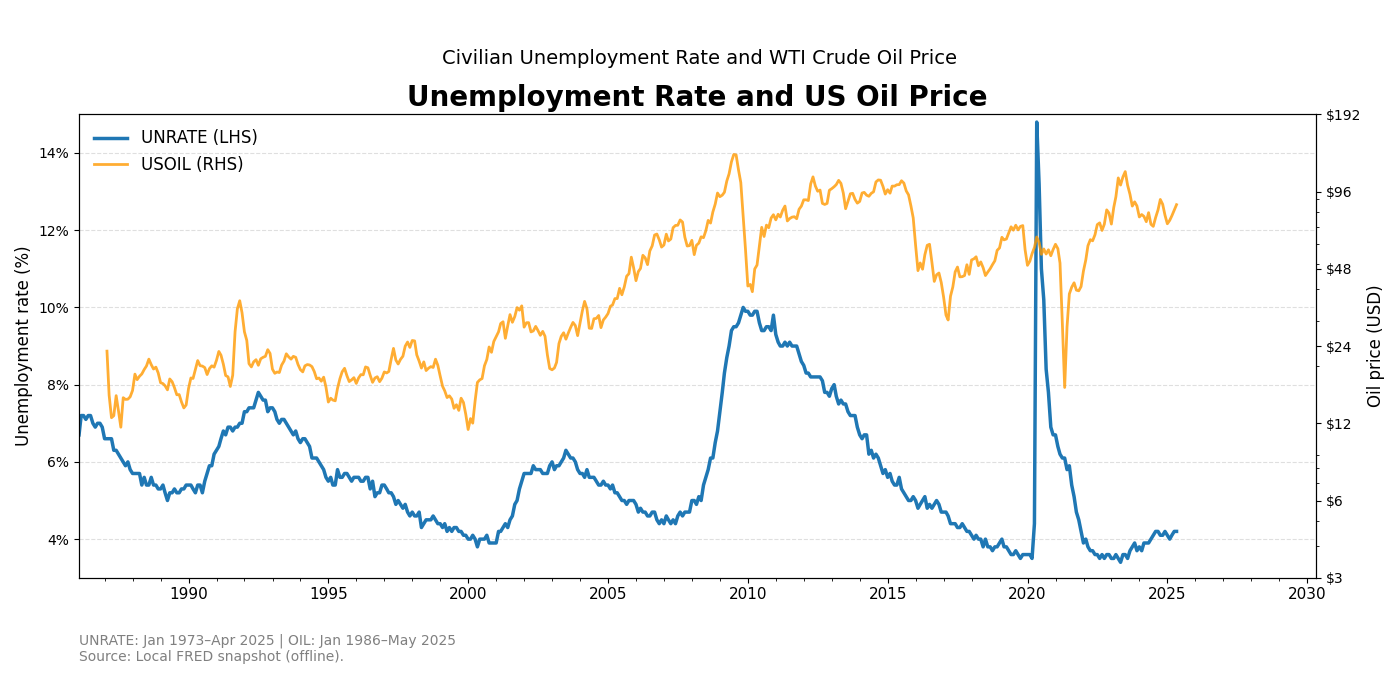 Civilian Unemployment Rate and WTI Crude Oil Price
Unemployment Rate and US Oil Price
UNRATE (LHS)
USOIL (RHS)
Unemployment rate (%)
14%
12%
10%
8%
6%
4%
$192
$96
$48
$24
$12
$6
$3
Oil price (USD)
1990 1995 2000 2005 2010 2015 2020 2025 2030
UNRATE: Jan 1973–Apr 2025 | OIL: Jan 1986–May 2025
Source: Local FRED snapshot (offline).